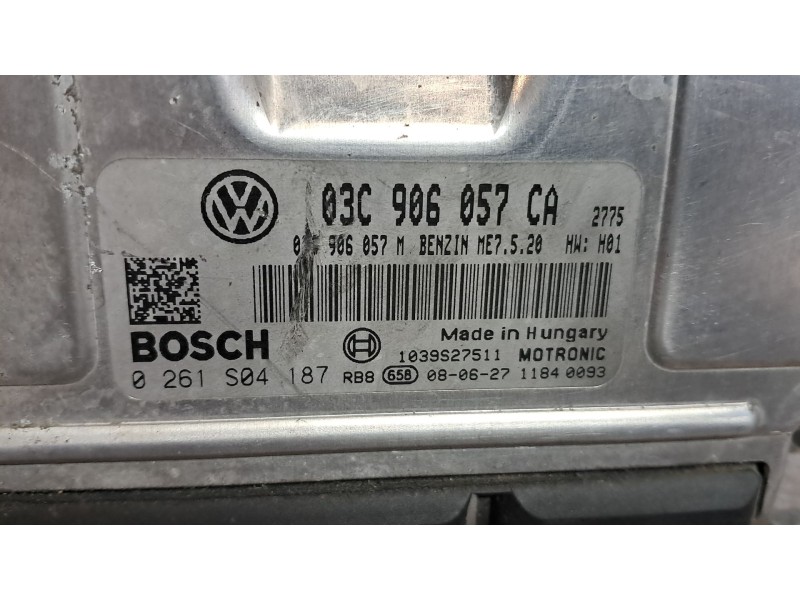 03C 906 057 CA 2775
906 057 M BENZIN ME7.5.20 HW: H01
BOSCH Made in Hungary
1039S27511 MOTRONIC
0 261 S04 187 RB8 658 08-06-27 1184 0093